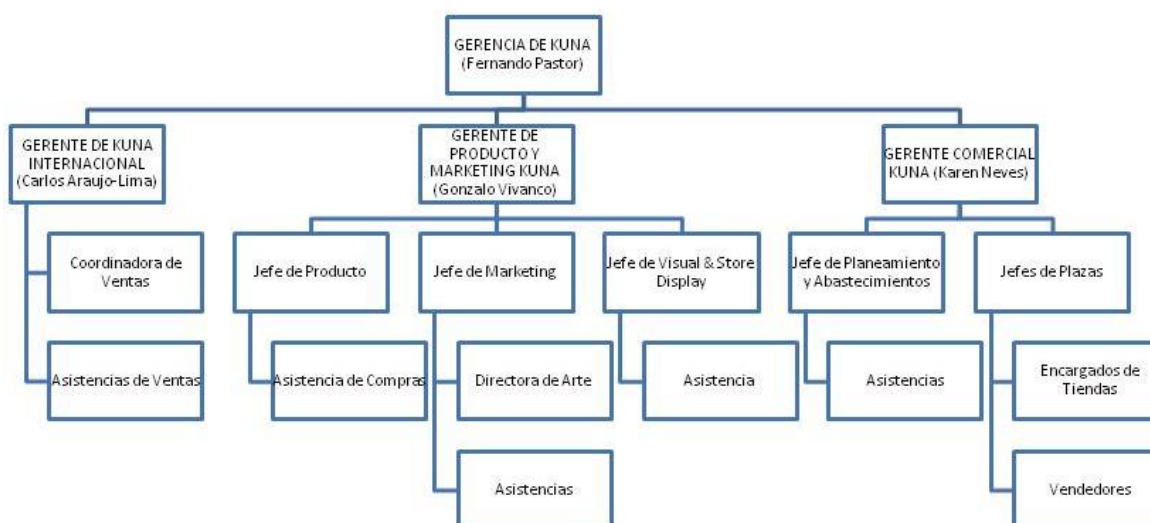 GERENCIA DE KUNA
(Fernando Pastor)
GERENTE DE KUNA
INTERNACIONAL
(Carlos Araujo-Lima)
GERENTE DE
PRODUCTO Y
MARKETING KUNA
(Gonzalo Vivanco)
GERENTE COMERCIAL
KUNA (Karen Neves)
Coordinadora de
Ventas
Jefe de Producto
Jefe de Marketing
Jefe de Visual & Store
Display
Jefe de Planeamiento
y Abastecimientos
Jefes de Plazas
Asistencias de Ventas
Asistencia de Compras
Directora de Arte
Asistencia
Asistencias
Encargados de
Tiendas
Asistencias
Vendedores